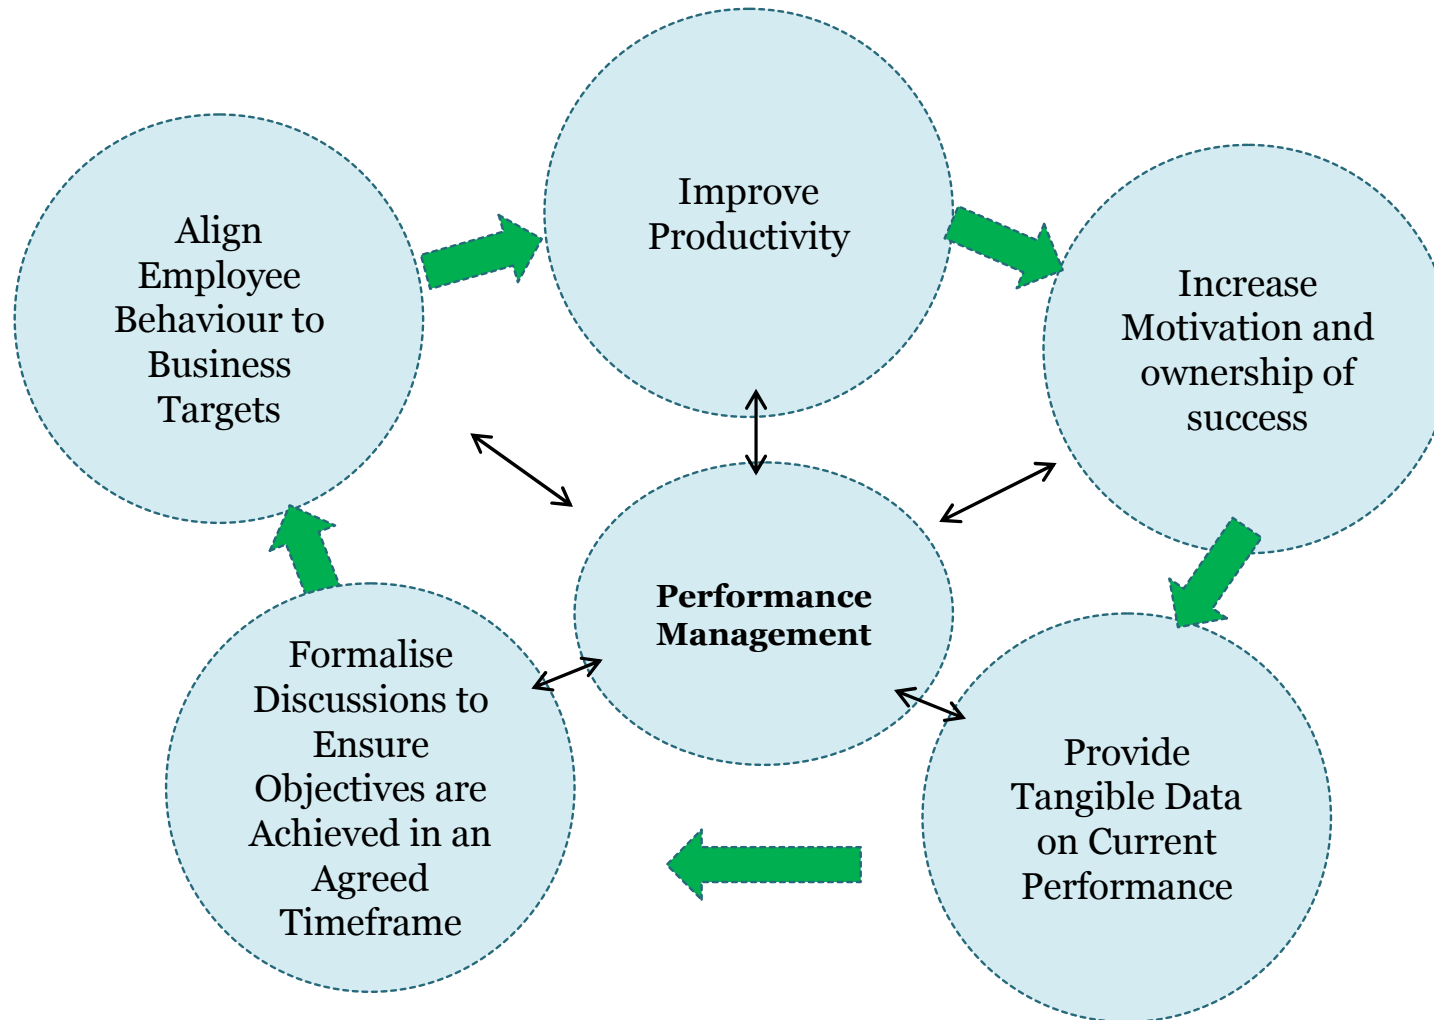 Improve
Productivity
Align
Employee
Behaviour to
Business
Targets
Increase
Motivation and
ownership of
success
Performance
Management
Formalise
Discussions to
Ensure
Objectives are
Achieved in an
Agreed
Timeframe
Provide
Tangible Data
on Current
Performance